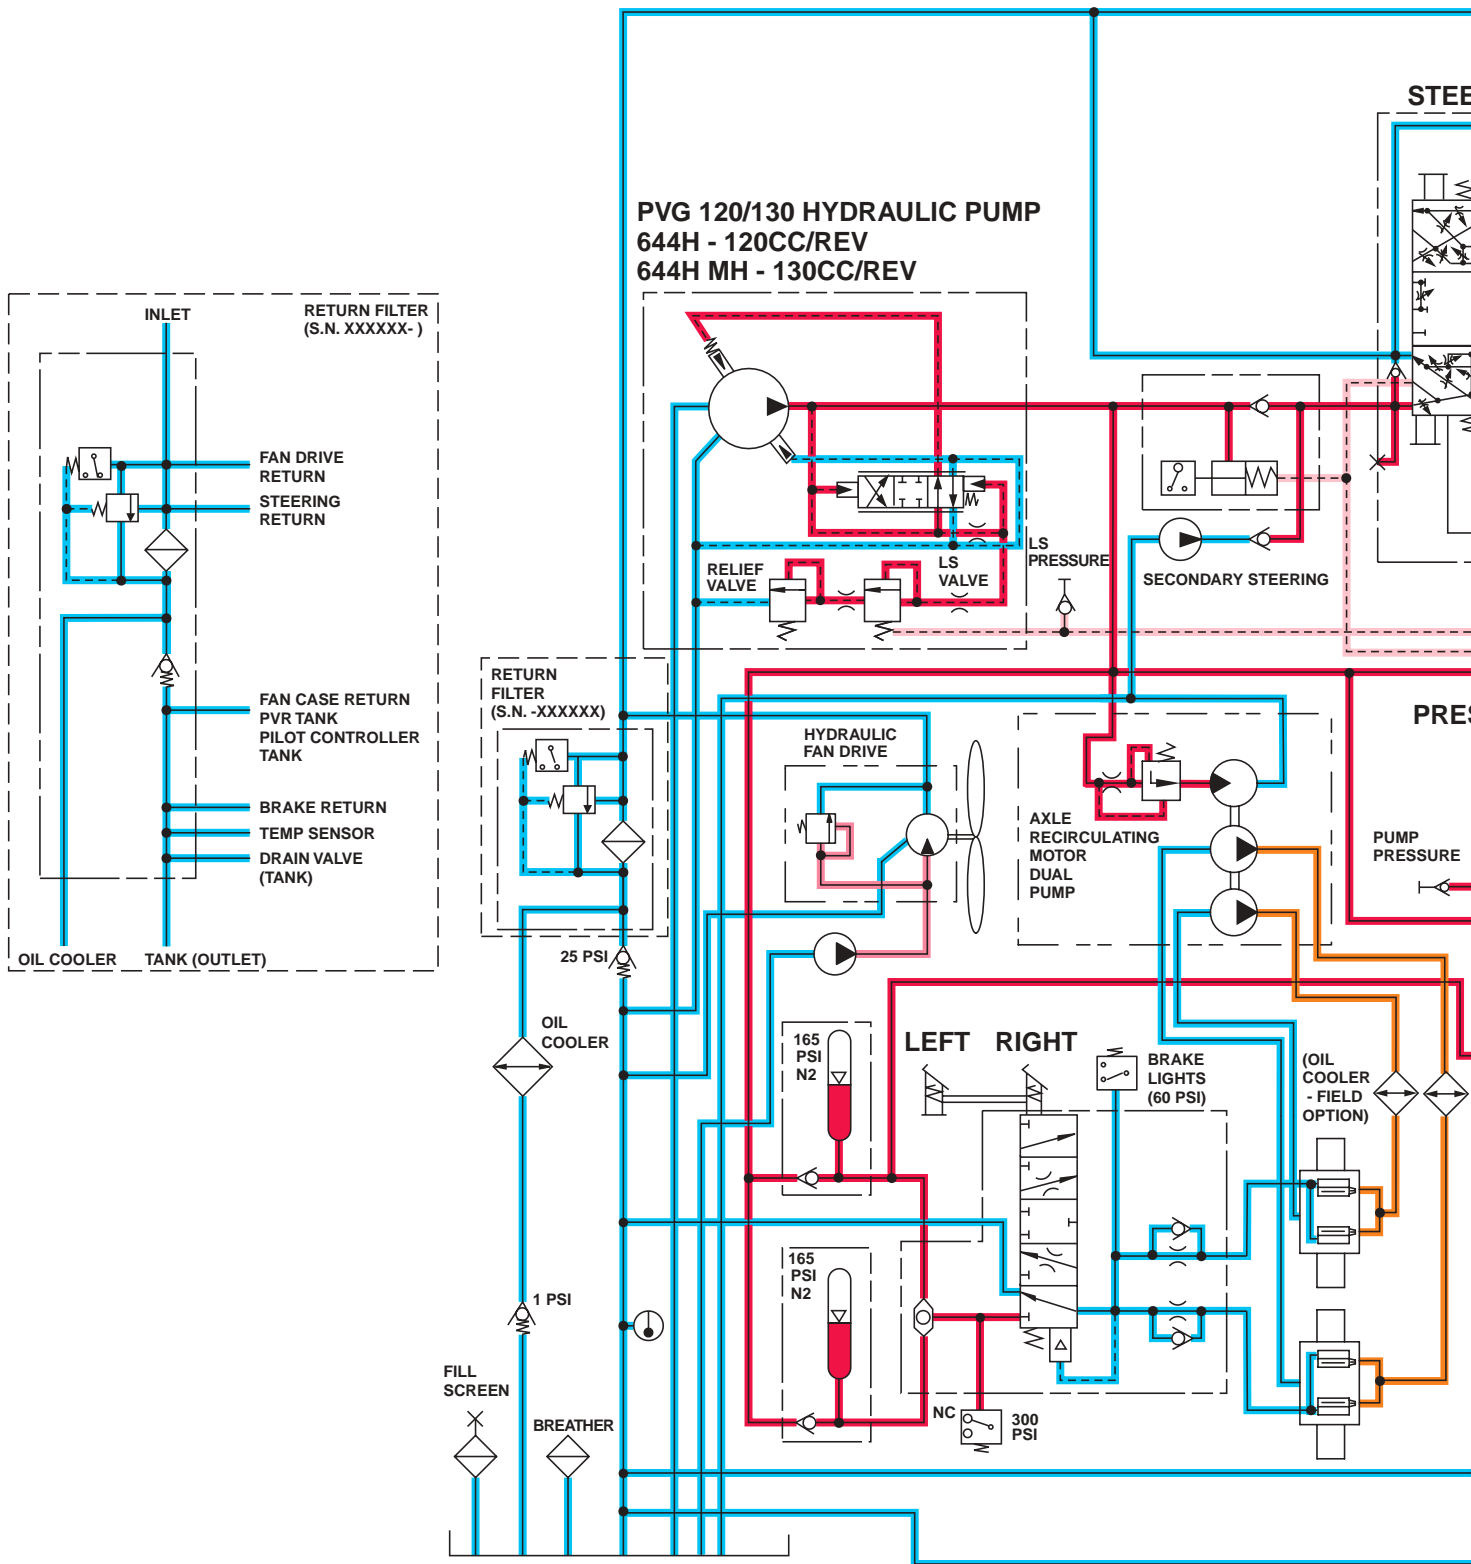 STEE
PVG 120/130 HYDRAULIC PUMP
644H - 120CC/REV
644H MH - 130CC/REV
INLET
RETURN FILTER
(S.N. XXXXXX- )
FAN DRIVE
RETURN
STEERING
RETURN
FAN CASE RETURN
PVR TANK
PILOT CONTROLLER
TANK
BRAKE RETURN
TEMP SENSOR
DRAIN VALVE
(TANK)
OIL COOLER
TANK (OUTLET)
RELIEF
VALVE
LS
VALVE
LS
PRESSURE
SECONDARY STEERING
RETURN
FILTER
(S.N. -XXXXXX)
HYDRAULIC
FAN DRIVE
PRES
AXLE
RECIRCULATING
MOTOR
DUAL
PUMP
PUMP
PRESSURE
25 PSI
OIL
COOLER
165
PSI
N2
LEFT RIGHT
BRAKE
LIGHTS
(60 PSI)
(OIL
COOLER
- FIELD
OPTION)
165
PSI
N2
1 PSI
FILL
SCREEN
BREATHER
NC
300
PSI